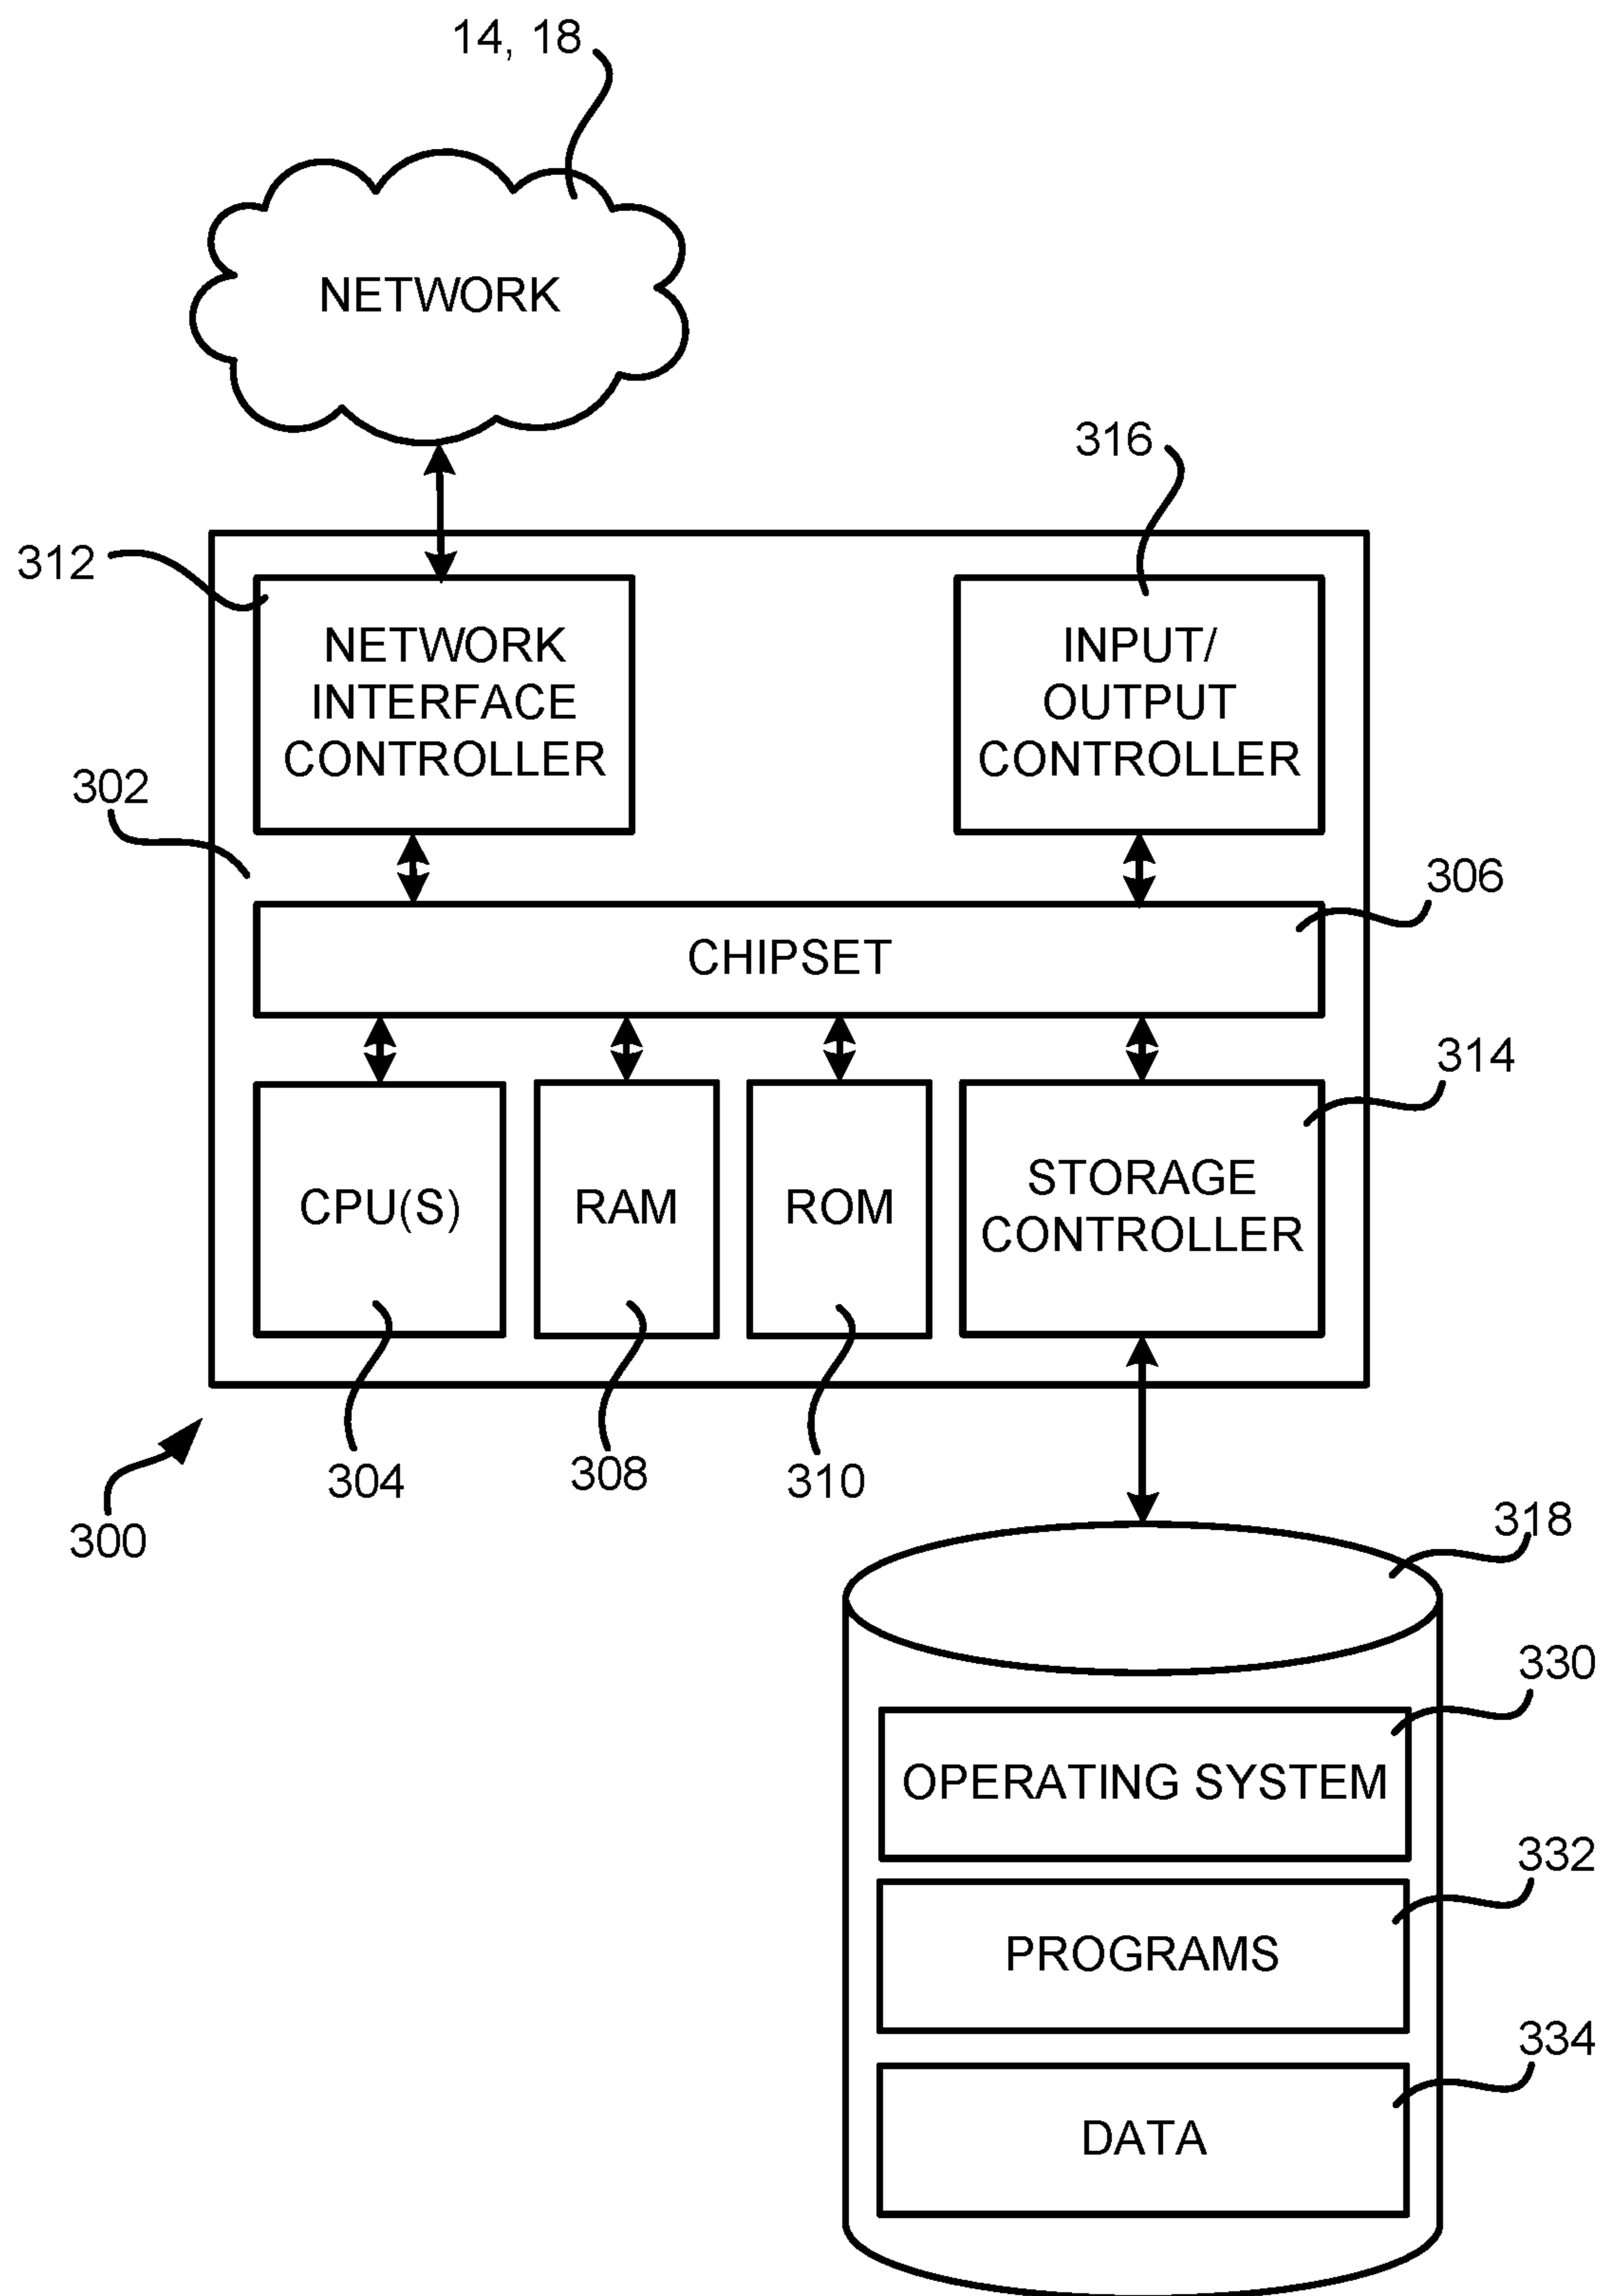 14, 18
NETWORK
316
312
NETWORK
INTERFACE
CONTROLLER
INPUT/
OUTPUT
CONTROLLER
302
306
CHIPSET
314
CPU(S)
RAM
ROM
STORAGE
CONTROLLER
304
308
310
300
318
330
OPERATING SYSTEM
332
PROGRAMS
334
DATA